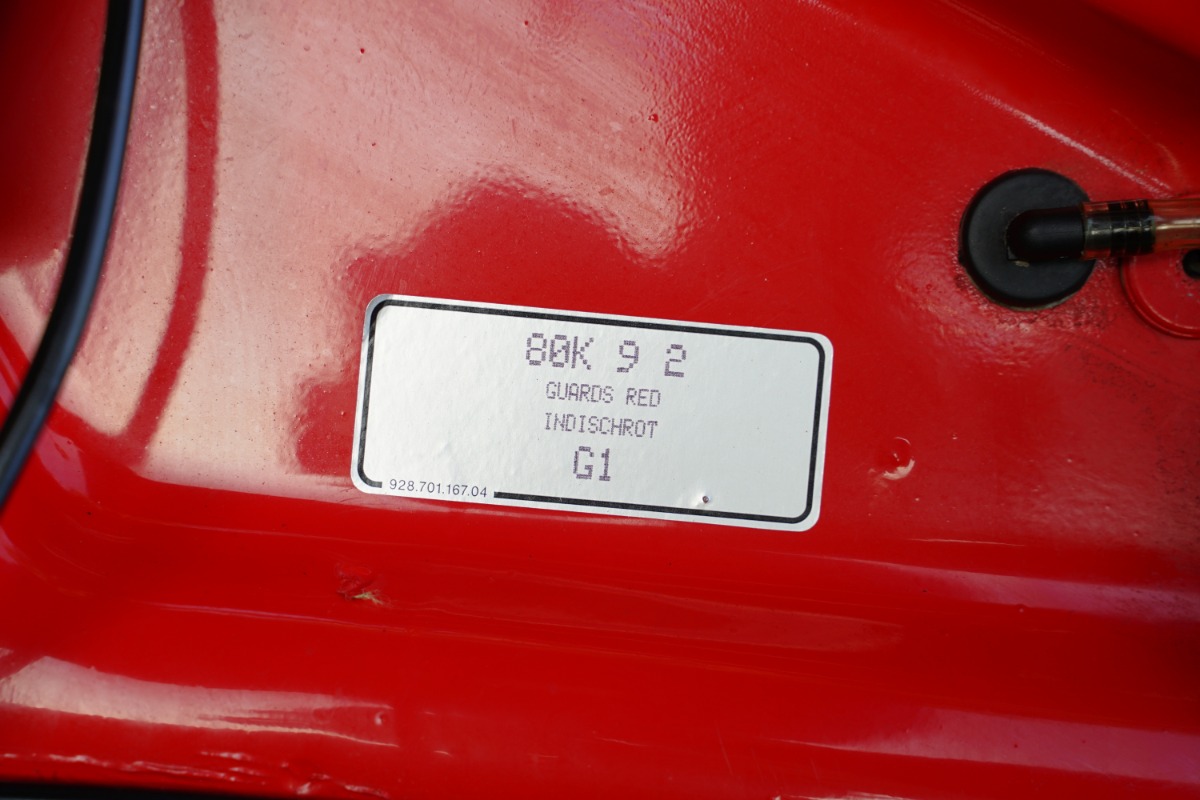 80K 9 2
GUARDS RED
INDISCHROT
G1
928.701.167.04